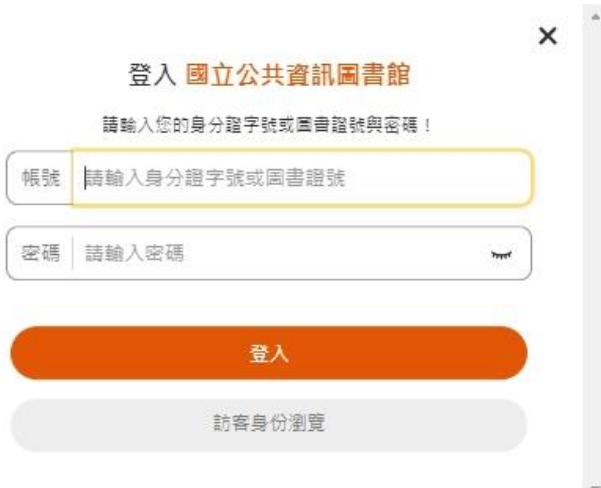 登入 國立公共資訊圖書館
請輸入您的身分證字號或圖書證號與密碼！
帳號 請輸入身分證字號或圖書證號
密碼 請輸入密碼
登入
訪客身份瀏覽